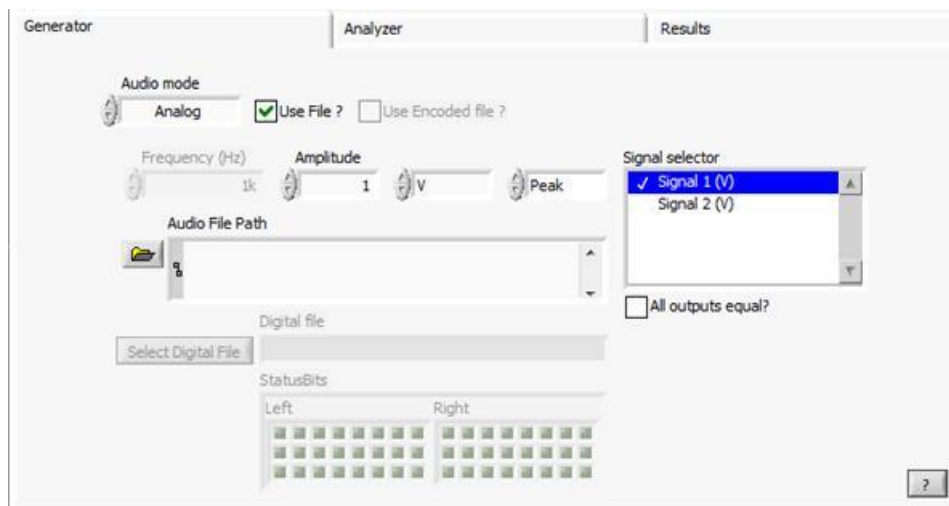 Generator Analyzer Results
Audio mode
Analog Use File ? Use Encoded file ?
Frequency (Hz) Amplitude Signal selector
1k 1 V Peak Signal 1 (V)
Signal 2 (V)
Audio File Path
All outputs equal?
Digital file
Select Digital File
StatusBits
Left Right
?